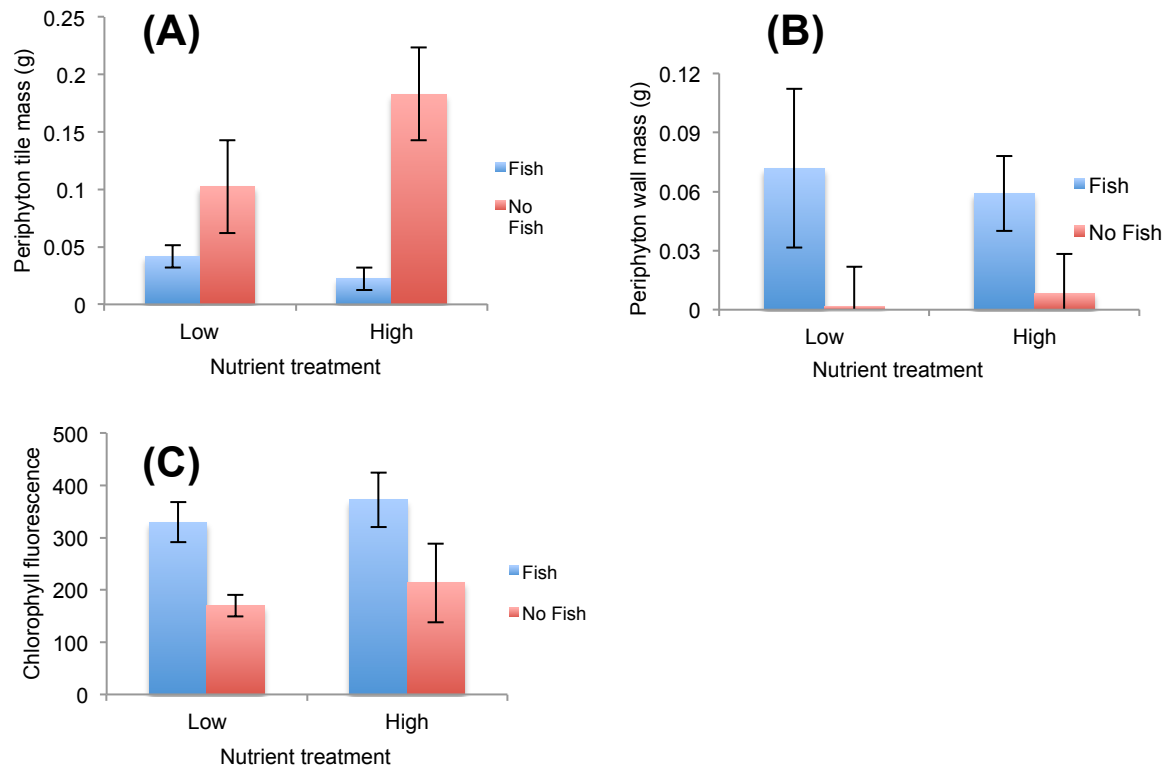 (A)
Periphyton tile mass (g)
0.25
0.2
0.15
0.1
0.05
0
Low
High
Nutrient treatment
Fish
No
Fish
(B)
Periphyton wall mass (g)
0.12
0.09
0.06
0.03
0
Low
High
Nutrient treatment
Fish
No Fish
(C)
Chlorophyll fluorescence
500
400
300
200
100
0
Low
High
Nutrient treatment
Fish
No Fish